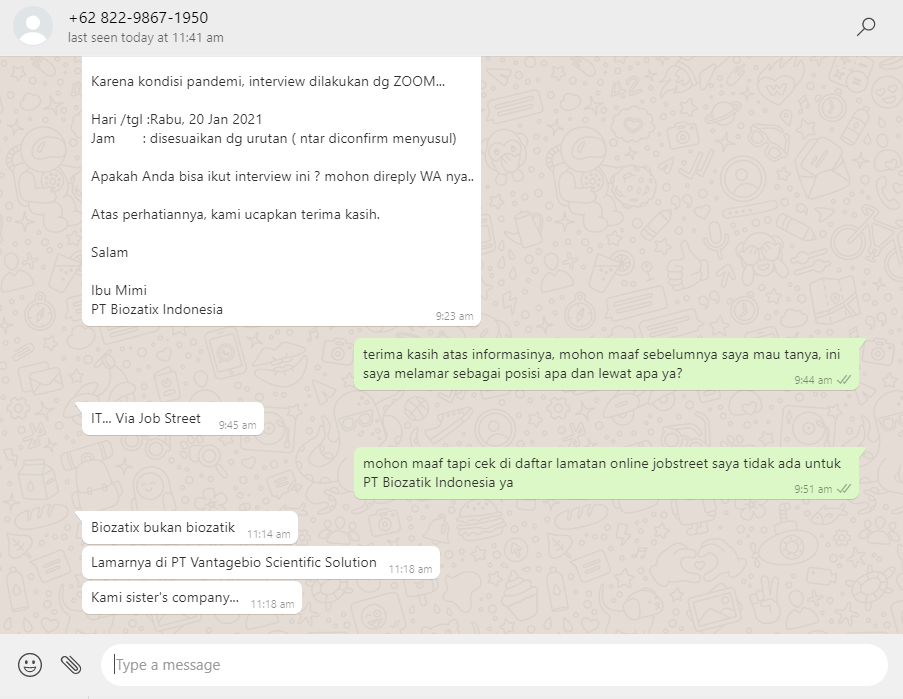 +62 822-9867-1950
last seen today at 11:41 am
Karena kondisi pandemi, interview dilakukan dg ZOOM...
Hari /tgl :Rabu, 20 Jan 2021
Jam : disesuaikan dg urutan ( ntar diconfirm menyusul)
Apakah Anda bisa ikut interview ini ? mohon direply WA nya..
Atas perhatiannya, kami ucapkan terima kasih.
Salam
Ibu Mimi
PT Biozatix Indonesia
9:23 am
terima kasih atas informasinya, mohon maaf sebelumnya saya mau tanya, ini
saya melamar sebagai posisi apa dan lewat apa ya?
9:44 am
IT... Via Job Street
9:45 am
mohon maaf tapi cek di daftar lamatan online jobstreet saya tidak ada untuk
PT Biozatik Indonesia ya
9:51 am
Biozatix bukan biozatik
11:14 am
Lamarnya di PT Vantagebio Scientific Solution
11:18 am
Kami sister's company...
11:18 am
Type a message